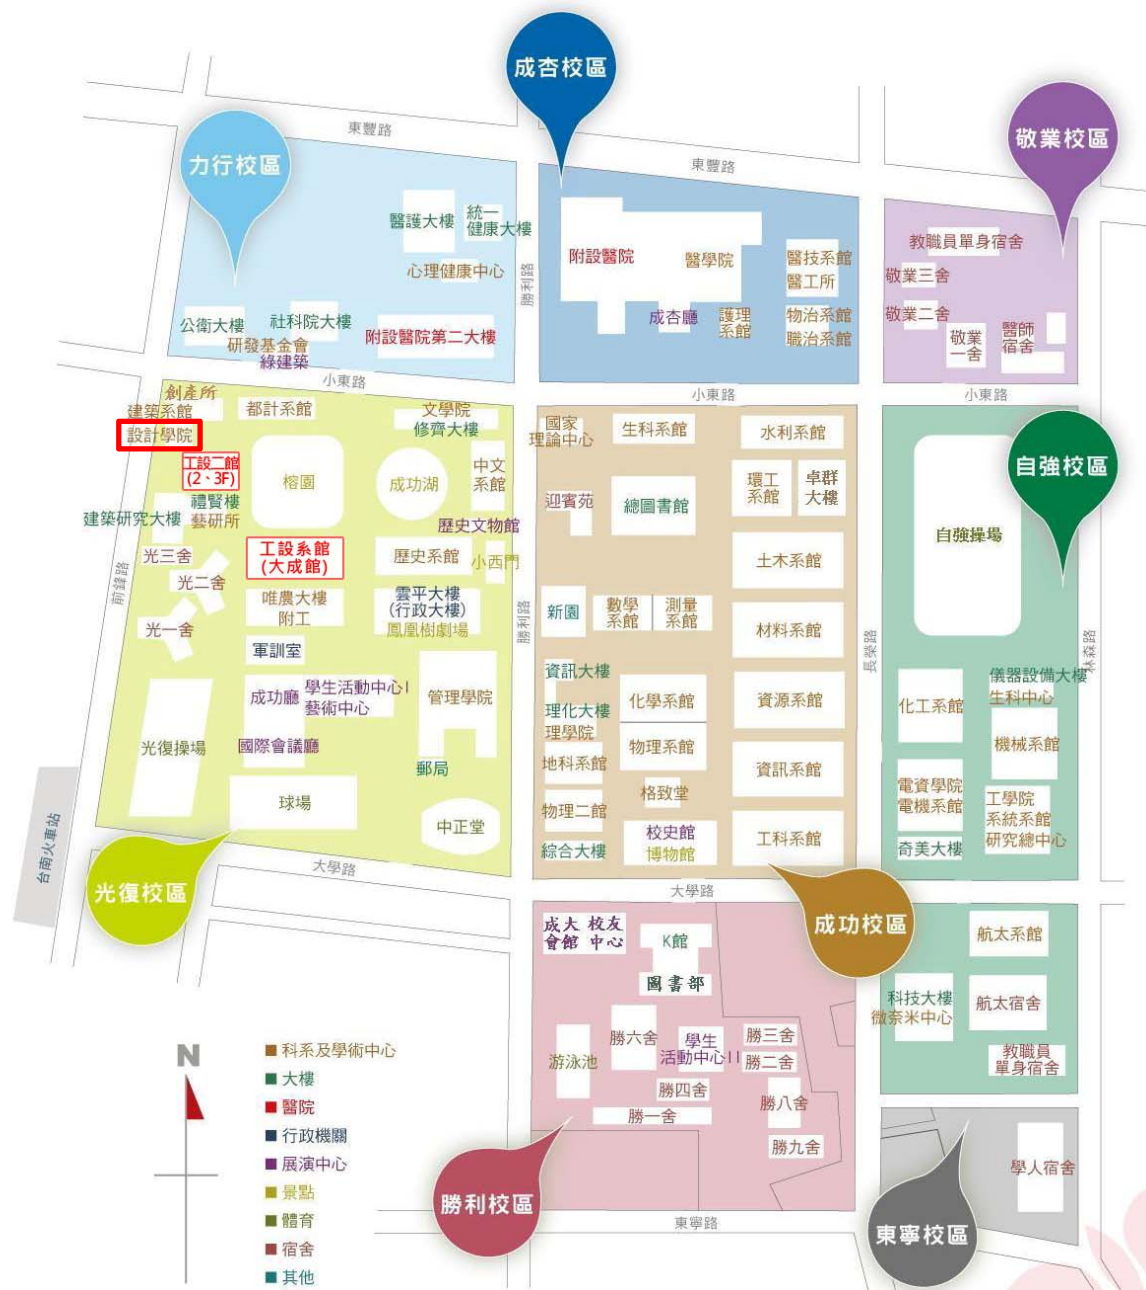 成杏校區
敬業校區
力行校區
東豐路
東豐路
醫護大樓
統一
健康大樓
心理健康中心
公衛大樓
社科院大樓
研發基金會
綠建築
附設醫院第二大樓
勝利路
附設醫院
醫學院
醫技系館
醫工所
成杏廳
護理
系館
物治系館
職治系館
教職員單身宿舍
敬業三舍
敬業二舍
敬業
一舍
醫師
宿舍
小東路
小東路
小東路
創產所
建築系館
設計學院
都計系館
文學院
修齊大樓
工設二館
(2、3F)
榕園
成功湖
中文
系館
禮賢樓
藝研所
建築研究大樓
歷史文物館
光三舍
工設系館
(大成館)
歷史系館
小西門
光二舍
唯農大樓
附工
雲平大樓
(行政大樓)
鳳凰樹劇場
光一舍
軍訓室
前鋒路
勝利路
成功廳
學生活動中心I
藝術中心
管理學院
光復操場
國際會議廳
郵局
球場
中正堂
台南火車站
光復校區
大學路
國家
理論中心
生科系館
水利系館
迎賓苑
總圖書館
環工
系館
卓群
大樓
土木系館
新園
數學
系館
測量
系館
材料系館
資訊大樓
理化大樓
理學院
化學系館
資源系館
地科系館
物理系館
資訊系館
物理二館
格致堂
綜合大樓
校史館
博物館
工科系館
長榮路
大學路
成功校區
自強校區
自強操場
林森路
化工系館
儀器設備大樓
生科中心
機械系館
電資學院
電機系館
工學院
系統系館
研究總中心
奇美大樓
航太系館
科技大樓
微奈米中心
航太宿舍
教職員
單身宿舍
成大 校友
會館 中心
K館
圖書部
游泳池
勝六舍
學生
活動中心II
勝三舍
勝二舍
勝四舍
勝一舍
勝八舍
勝九舍
勝利校區
東寧路
東寧校區
學人宿舍
N
科系及學術中心
大樓
醫院
行政機關
展演中心
景點
體育
宿舍
其他